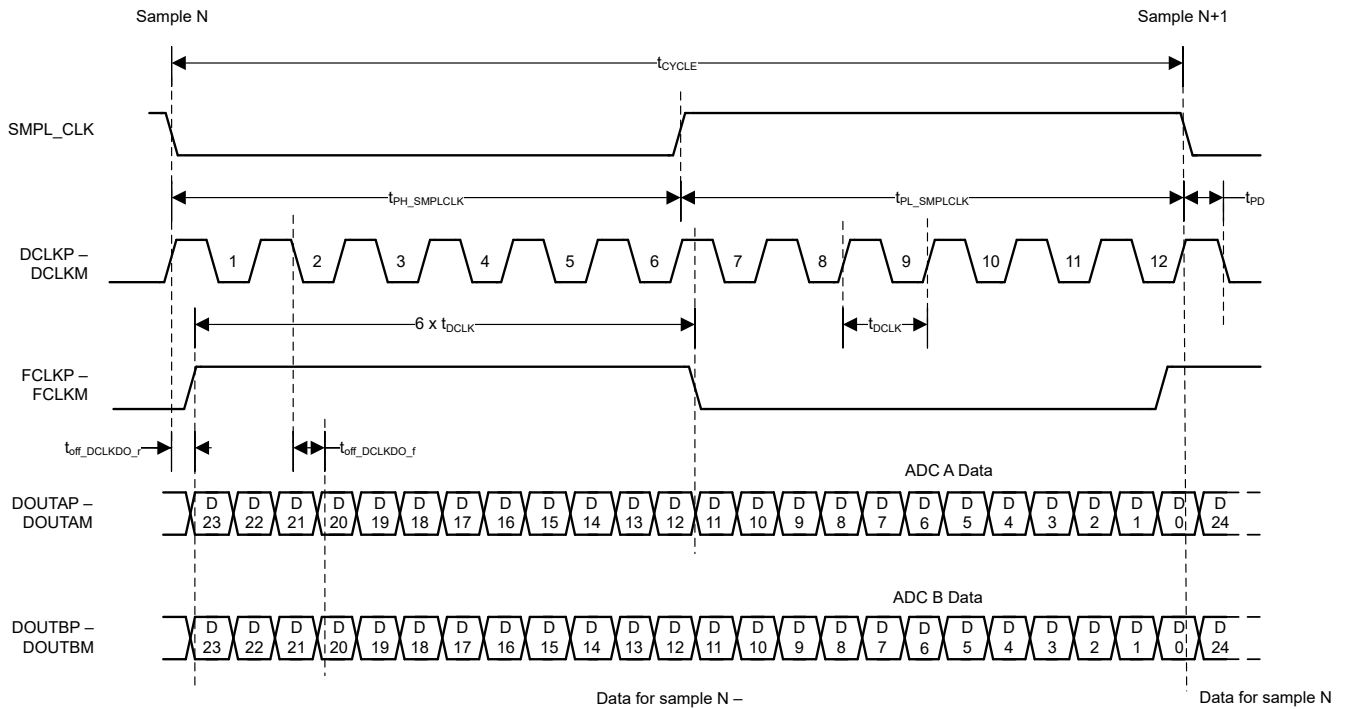 Sample N
Sample N+1
tCYCLE
SMPL_CLK
tPH_SMPLCLK
tPL_SMPLCLK
tPD
DCLKP –
DCLKM
1 2 3 4 5 6 7 8 9 10 11 12
6 x tDCLK
tDCLK
FCLKP –
FCLKM
toff_DCLKDO_r
toff_DCLKDO_f
ADC A Data
DOUTAP –
DOUTAM
D D D D D D D D D D D D D D D D D D D D D D D D D
23 22 21 20 19 18 17 16 15 14 13 12 11 10 9 8 7 6 5 4 3 2 1 0 24
ADC B Data
DOUTBP –
DOUTBM
D D D D D D D D D D D D D D D D D D D D D D D D D
23 22 21 20 19 18 17 16 15 14 13 12 11 10 9 8 7 6 5 4 3 2 1 0 24
Data for sample N –
Data for sample N